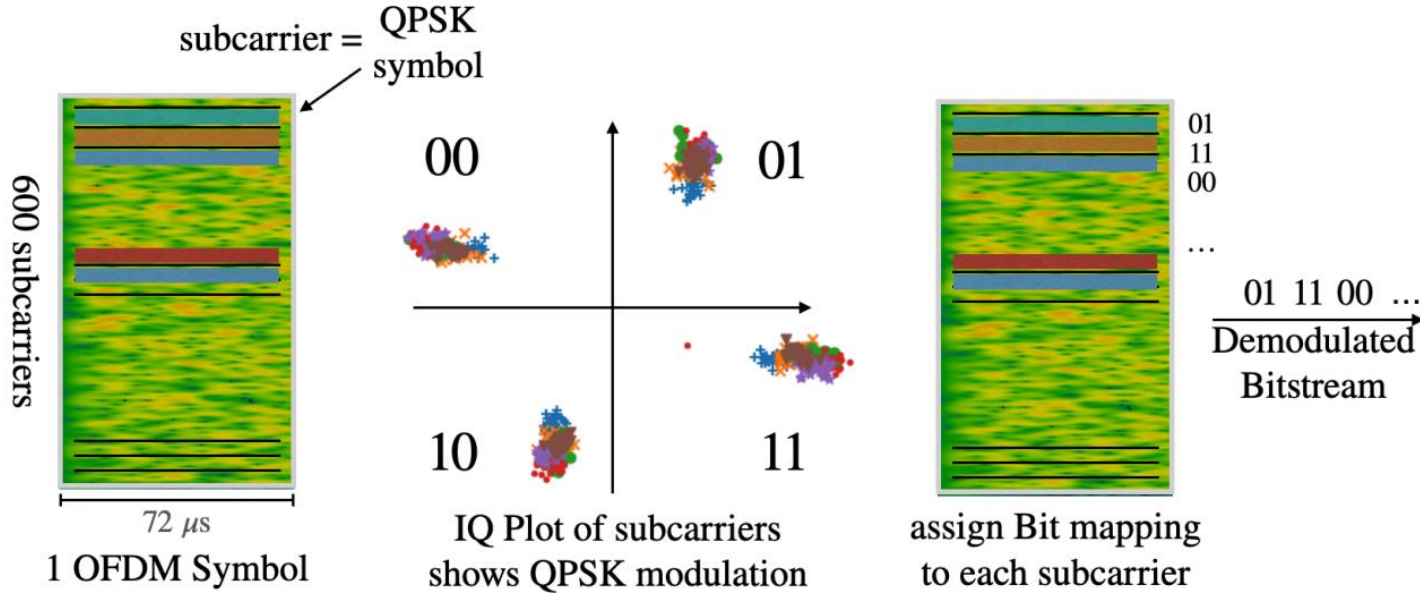 subcarrier = QPSK
symbol
600 subcarriers
72 μs
1 OFDM Symbol
00
01
10
11
IQ Plot of subcarriers
shows QPSK modulation
01
11
00
...
assign Bit mapping
to each subcarrier
01 11 00 ...
Demodulated
Bitstream